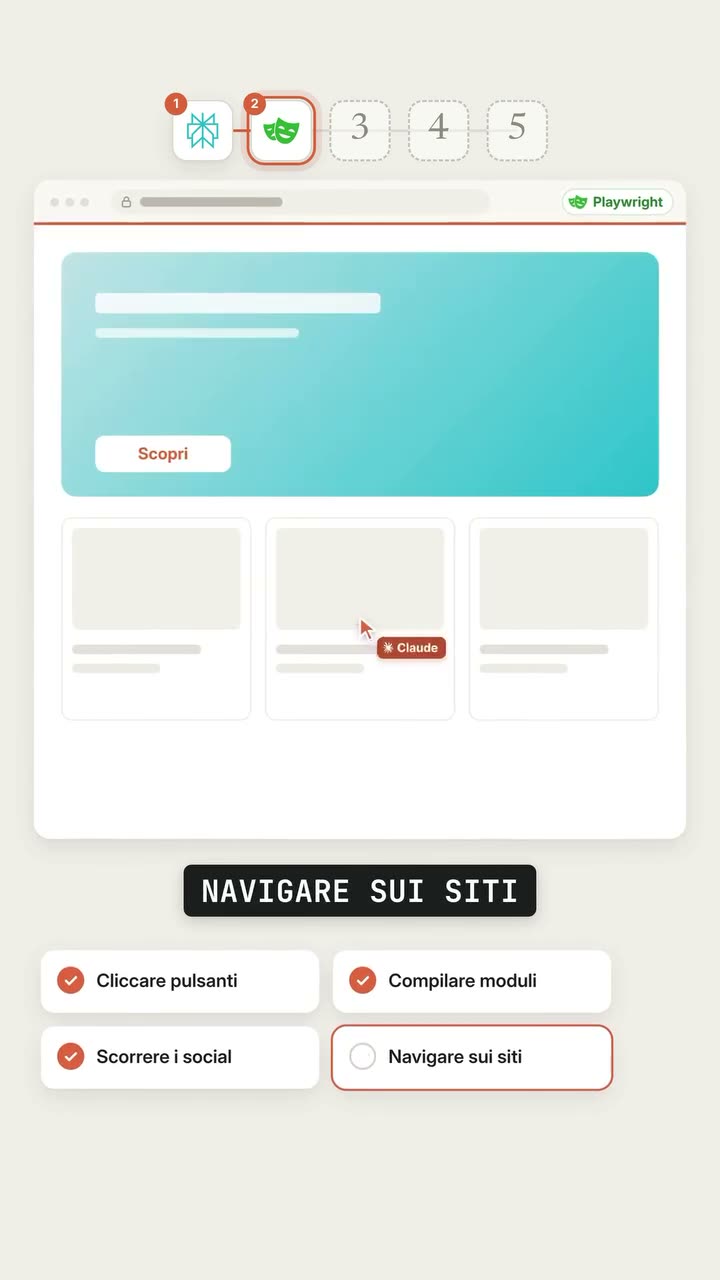 1
2
3
4
5
Playwright
Scopri
Claude
NAVIGARE SUI SITI
Cliccare pulsanti
Compilare moduli
Scorrere i social
Navigare sui siti